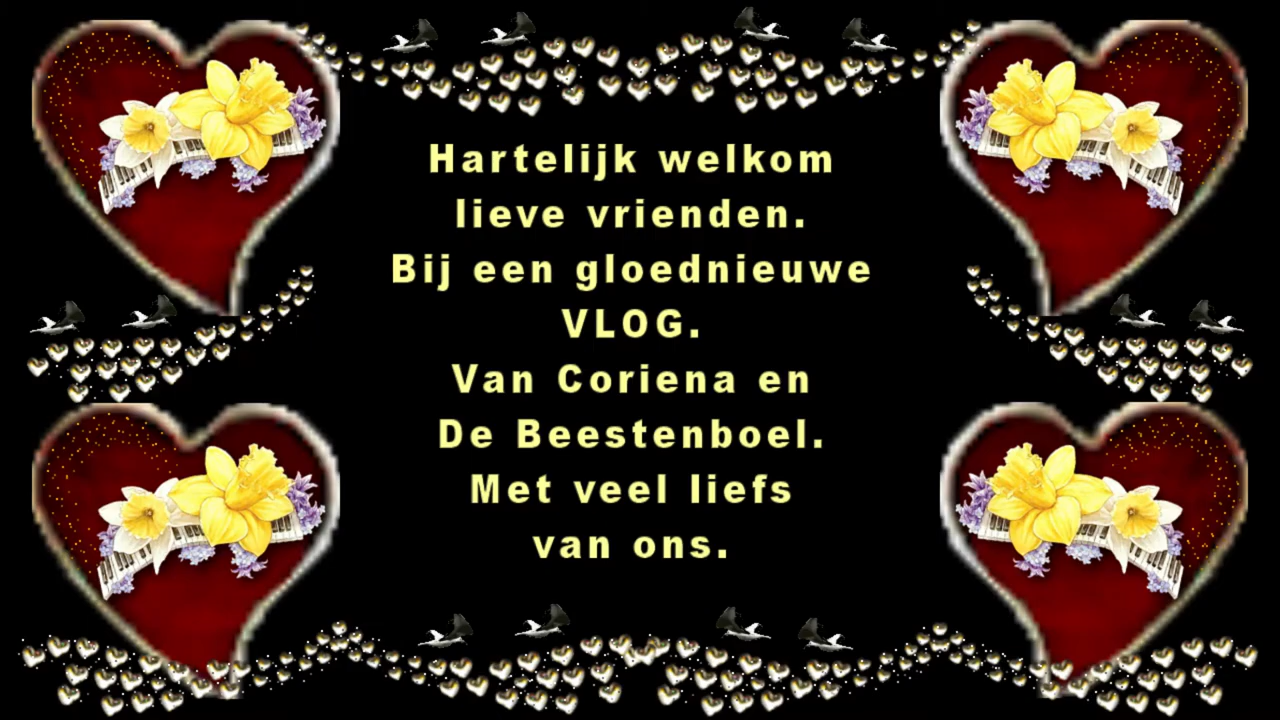 Hartelijk welkom
lieve vrienden.
Bij een gloednieuwe
VLOG.
Van Coriena en
De Beestenboel.
Met veel liefs
van ons.